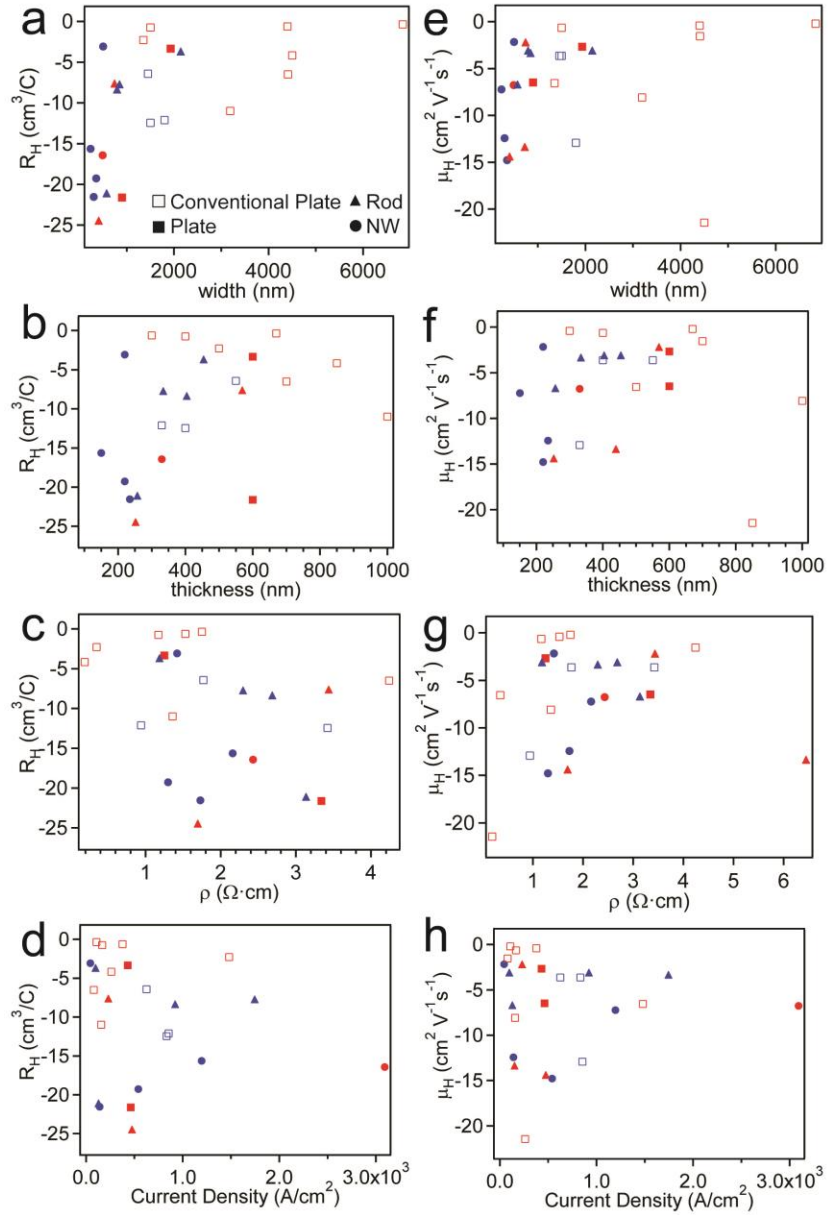 a
0
-5
-10
-15
-20
-25
R_H (cm³/C)
□ Conventional Plate ▲ Rod
■ Plate ● NW
2000 4000 6000
width (nm)
e
0
-5
-10
-15
-20
μ_H (cm² V⁻¹s⁻¹)
2000 4000 6000
width (nm)
b
0
-5
-10
-15
-20
-25
R_H (cm³/C)
200 400 600 800 1000
thickness (nm)
f
0
-5
-10
-15
-20
μ_H (cm² V⁻¹s⁻¹)
200 400 600 800 1000
thickness (nm)
c
0
-5
-10
-15
-20
-25
R_H (cm³/C)
1 2 3 4
ρ (Ω·cm)
g
0
-5
-10
-15
-20
μ_H (cm² V⁻¹s⁻¹)
1 2 3 4 5 6
ρ (Ω·cm)
d
0
-5
-10
-15
-20
-25
R_H (cm³/C)
0.0 1.0 2.0 3.0x10³
Current Density (A/cm²)
h
0
-5
-10
-15
-20
μ_H (cm² V⁻¹s⁻¹)
0.0 1.0 2.0 3.0x10³
Current Density (A/cm²)